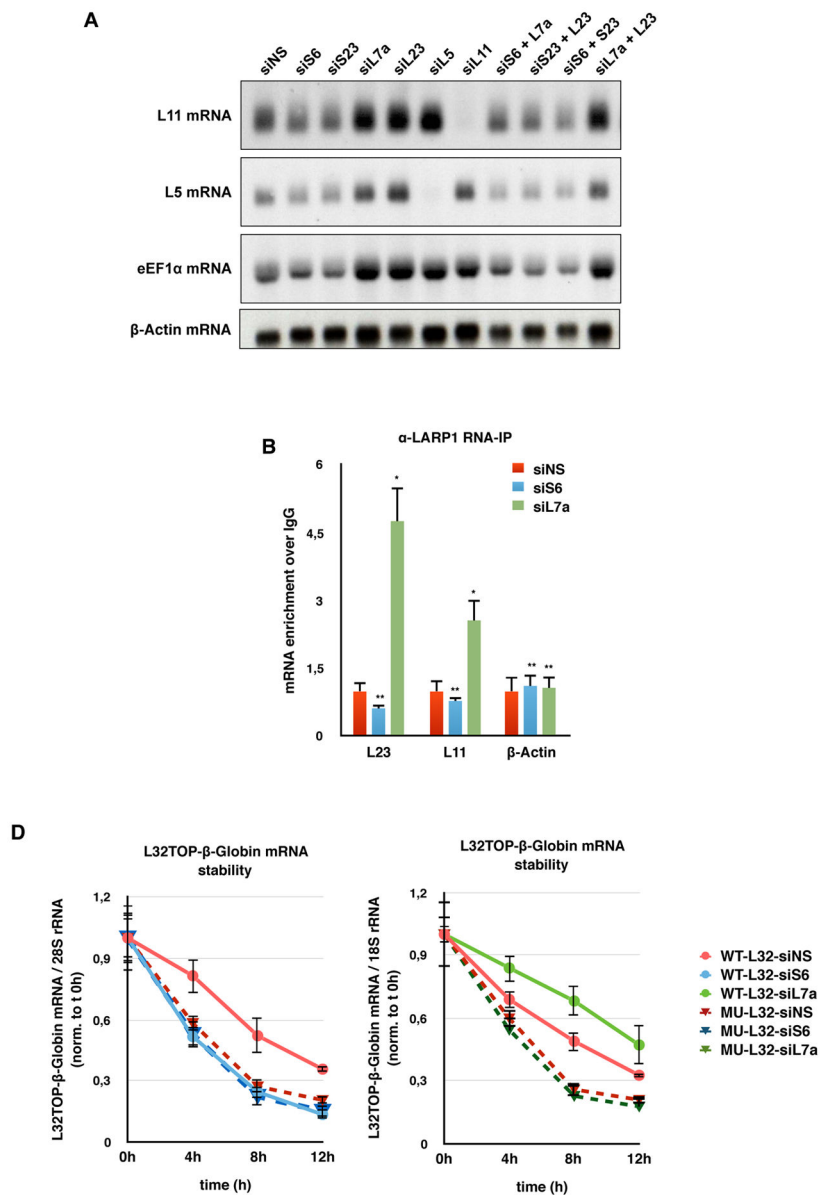 A
siNS siS6 siS23 siL7a siL23 siL5 siL11 siS6 + L7a siS23 + L23 siS6 + S23 siL7a + L23
L11 mRNA
L5 mRNA
eEF1α mRNA
β-Actin mRNA
B
α-LARP1 RNA-IP
mRNA enrichment over IgG
6
4,5
3
1,5
0
siNS
siS6
siL7a
*
*
** ** ** **
L23 L11 β-Actin
D
L32TOP-β-Globin mRNA
stability
L32TOP-β-Globin mRNA / 28S rRNA
(norm. to t 0h)
1,2
0,9
0,6
0,3
0
0h 4h 8h 12h
time (h)
L32TOP-β-Globin mRNA
stability
L32TOP-β-Globin mRNA / 18S rRNA
(norm. to t 0h)
1,2
0,9
0,6
0,3
0
0h 4h 8h 12h
time (h)
WT-L32-siNS
WT-L32-siS6
WT-L32-siL7a
MU-L32-siNS
MU-L32-siS6
MU-L32-siL7a